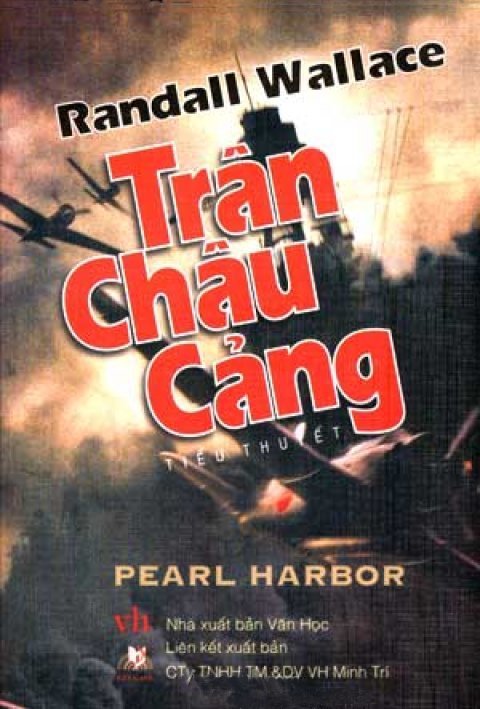 Randall Wallace
Trân
Châu
Cảng
TIỂU THUYẾT
PEARL HARBOR
vh
Nhà xuất bản Văn Học
Liên kết xuất bản
CTy TNHH TM &DV VH Minh Trí